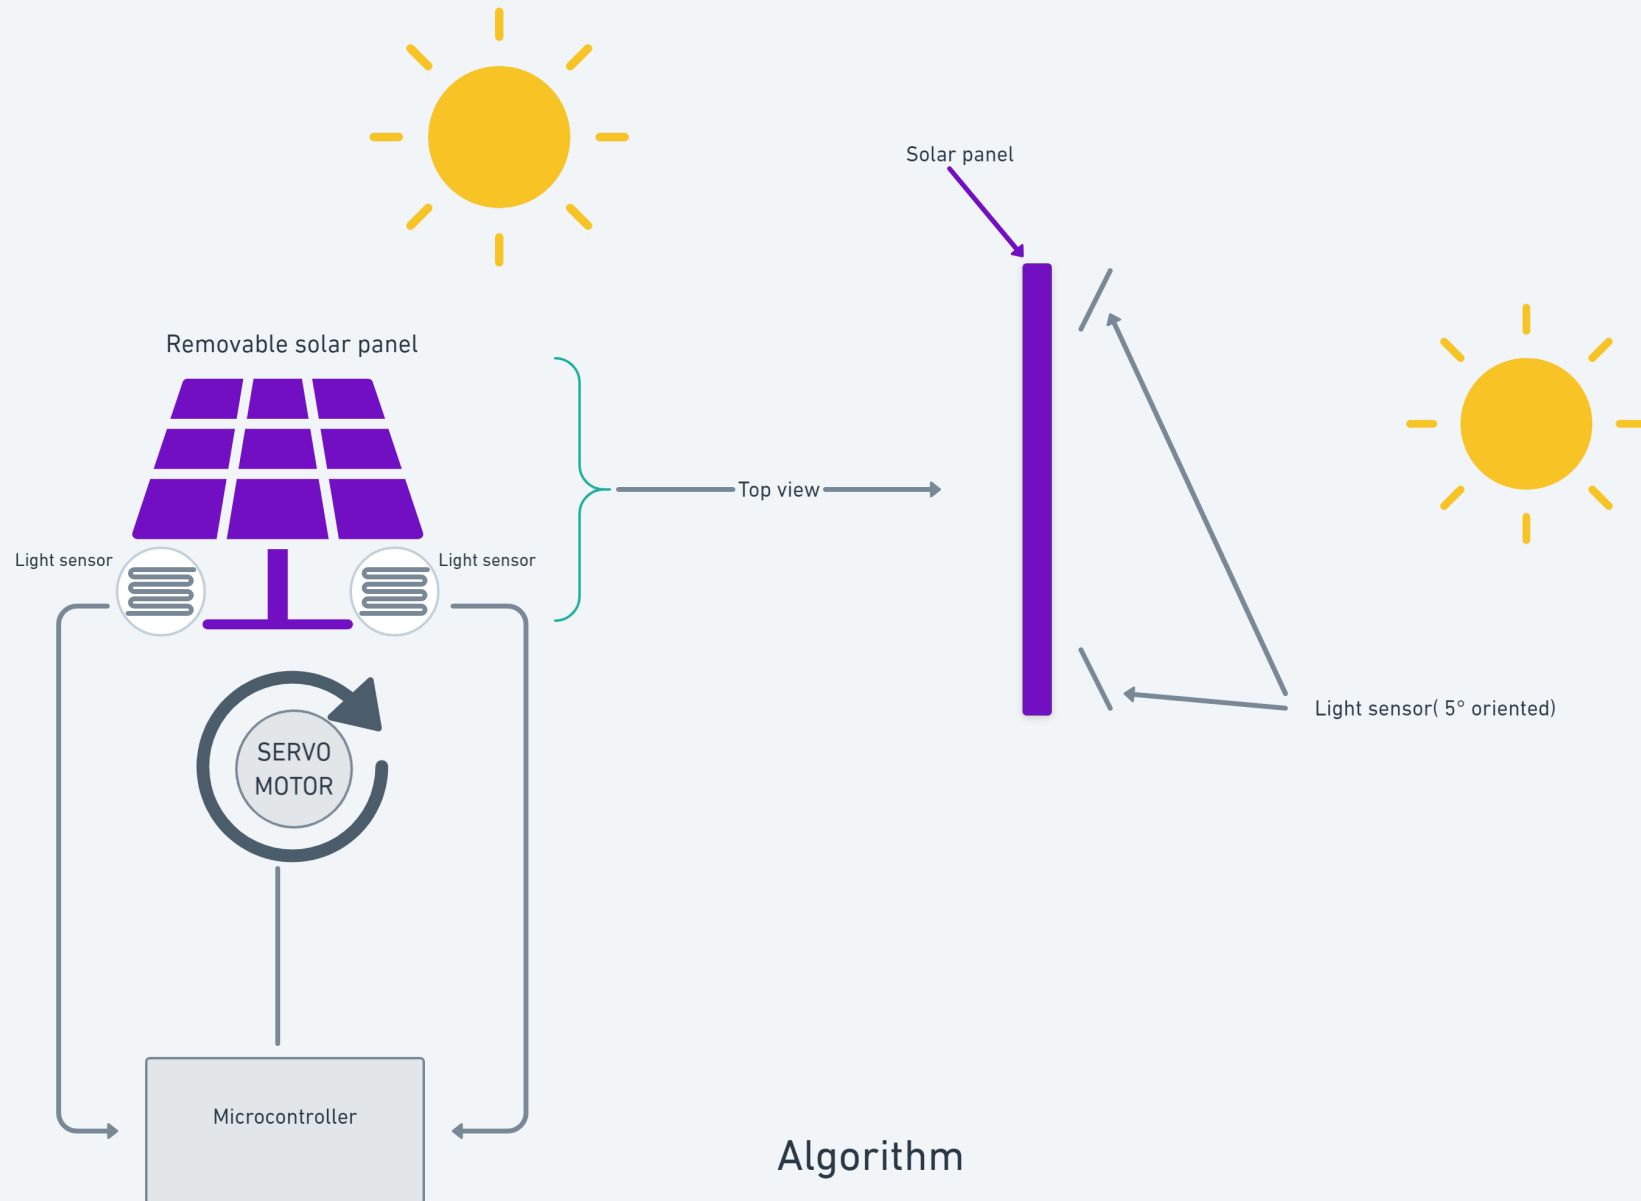 Solar panel
Removable solar panel
Top view
Light sensor
Light sensor
Light sensor( 5° oriented)
SERVO
MOTOR
Microcontroller
Algorithm